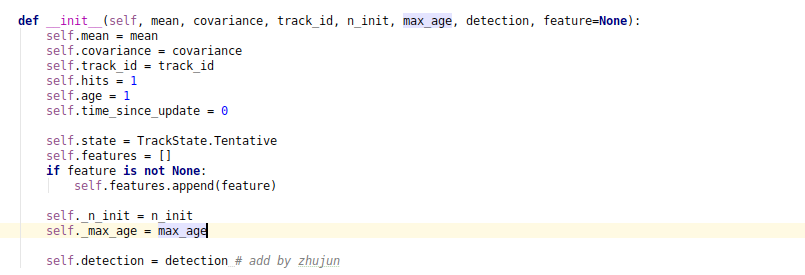 def __init__(self, mean, covariance, track_id, n_init, max_age, detection, feature=None):
self.mean = mean
self.covariance = covariance
self.track_id = track_id
self.hits = 1
self.age = 1
self.time_since_update = 0
self.state = TrackState.Tentative
self.features = []
if feature is not None:
self.features.append(feature)
self._n_init = n_init
self._max_age = max_age
self.detection = detection # add by zhujun